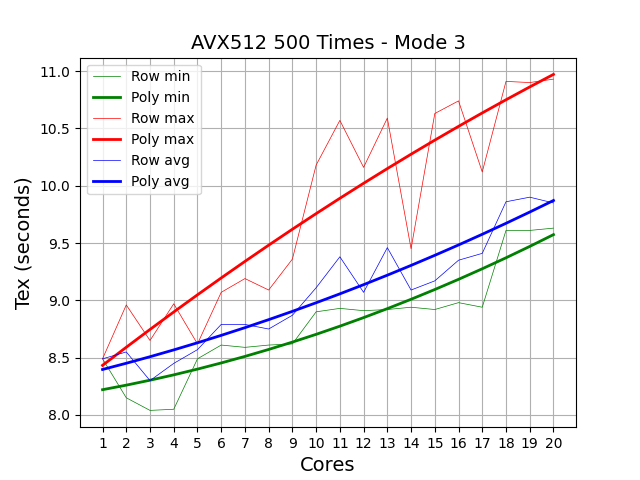 AVX512 500 Times - Mode 3
Tex (seconds)
11.0
10.5
10.0
9.5
9.0
8.5
8.0
Row min
Poly min
Row max
Poly max
Row avg
Poly avg
1 2 3 4 5 6 7 8 9 10 11 12 13 14 15 16 17 18 19 20
Cores